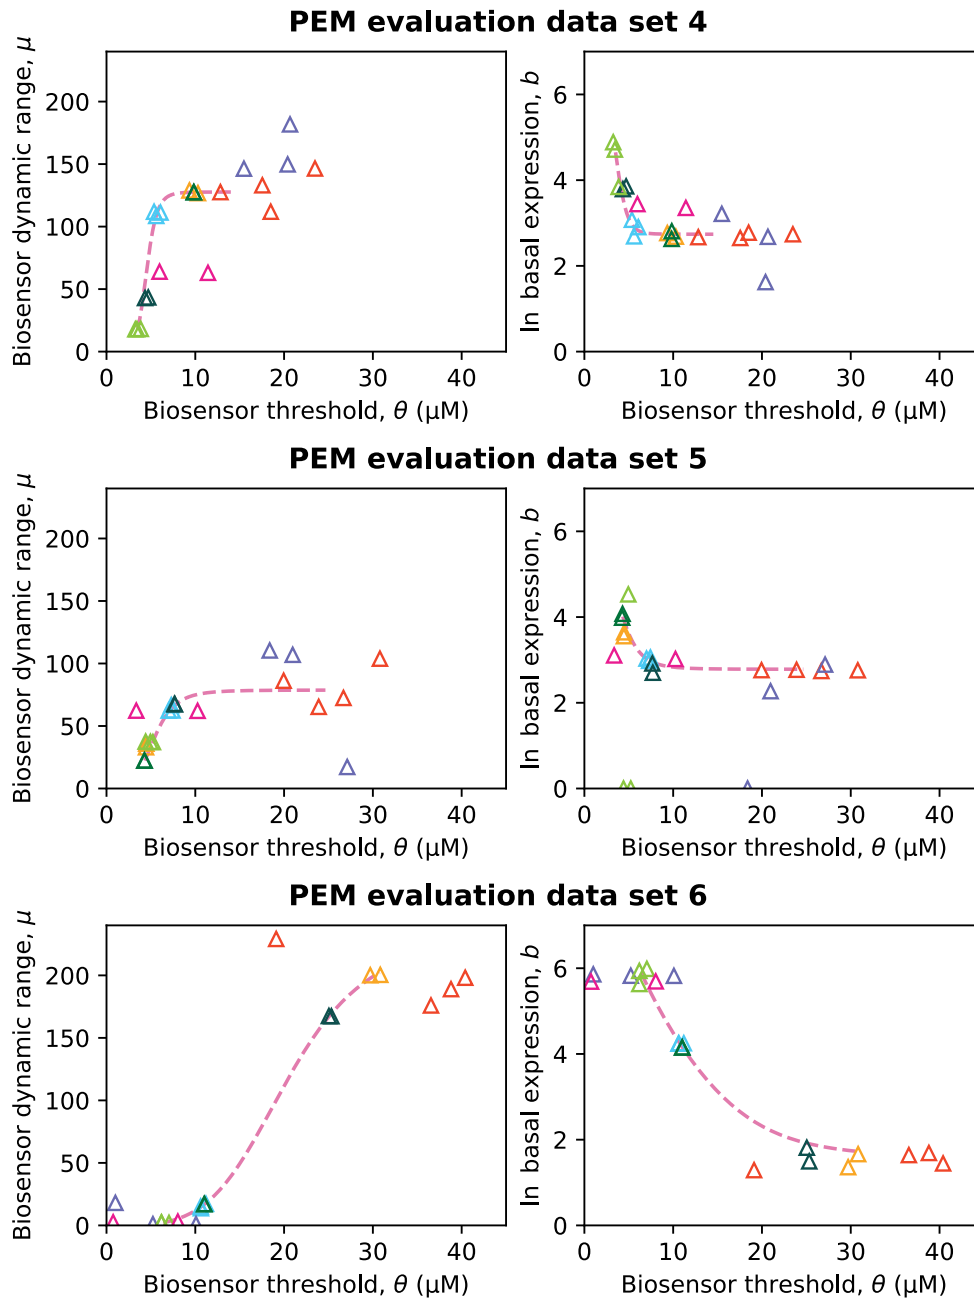 PEM evaluation data set 4
Biosensor dynamic range, μ
200
150
100
50
0
0 10 20 30 40
Biosensor threshold, θ (μM)
ln basal expression, b
6
4
2
0
0 10 20 30 40
Biosensor threshold, θ (μM)
PEM evaluation data set 5
Biosensor dynamic range, μ
200
150
100
50
0
0 10 20 30 40
Biosensor threshold, θ (μM)
ln basal expression, b
6
4
2
0
0 10 20 30 40
Biosensor threshold, θ (μM)
PEM evaluation data set 6
Biosensor dynamic range, μ
200
150
100
50
0
0 10 20 30 40
Biosensor threshold, θ (μM)
ln basal expression, b
6
4
2
0
0 10 20 30 40
Biosensor threshold, θ (μM)